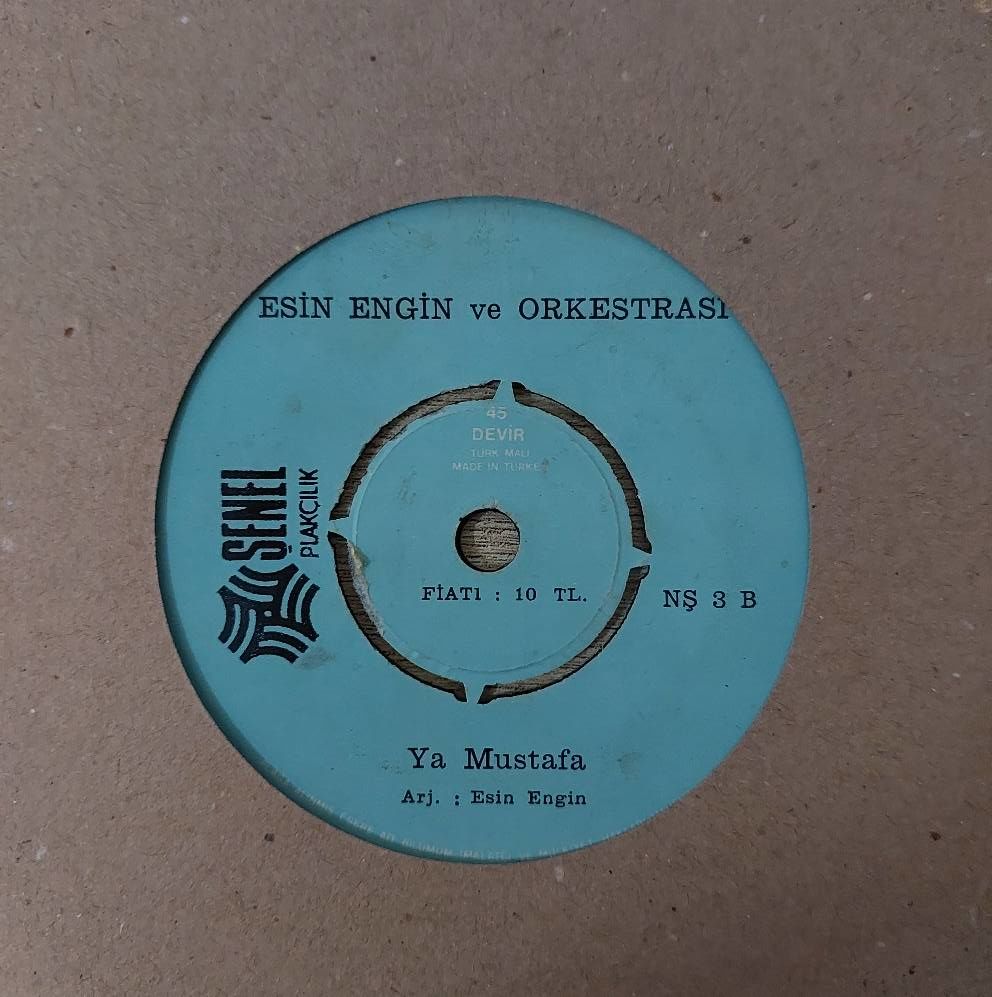 ESİN ENGİN ve ORKESTRASI
45
DEVİR
TÜRK MALI
MADE IN TURKEY
ŞENEL
PLAKÇILIK
FİATI : 10 TL.
NŞ 3 B
Ya Mustafa
Arj. : Esin Engin